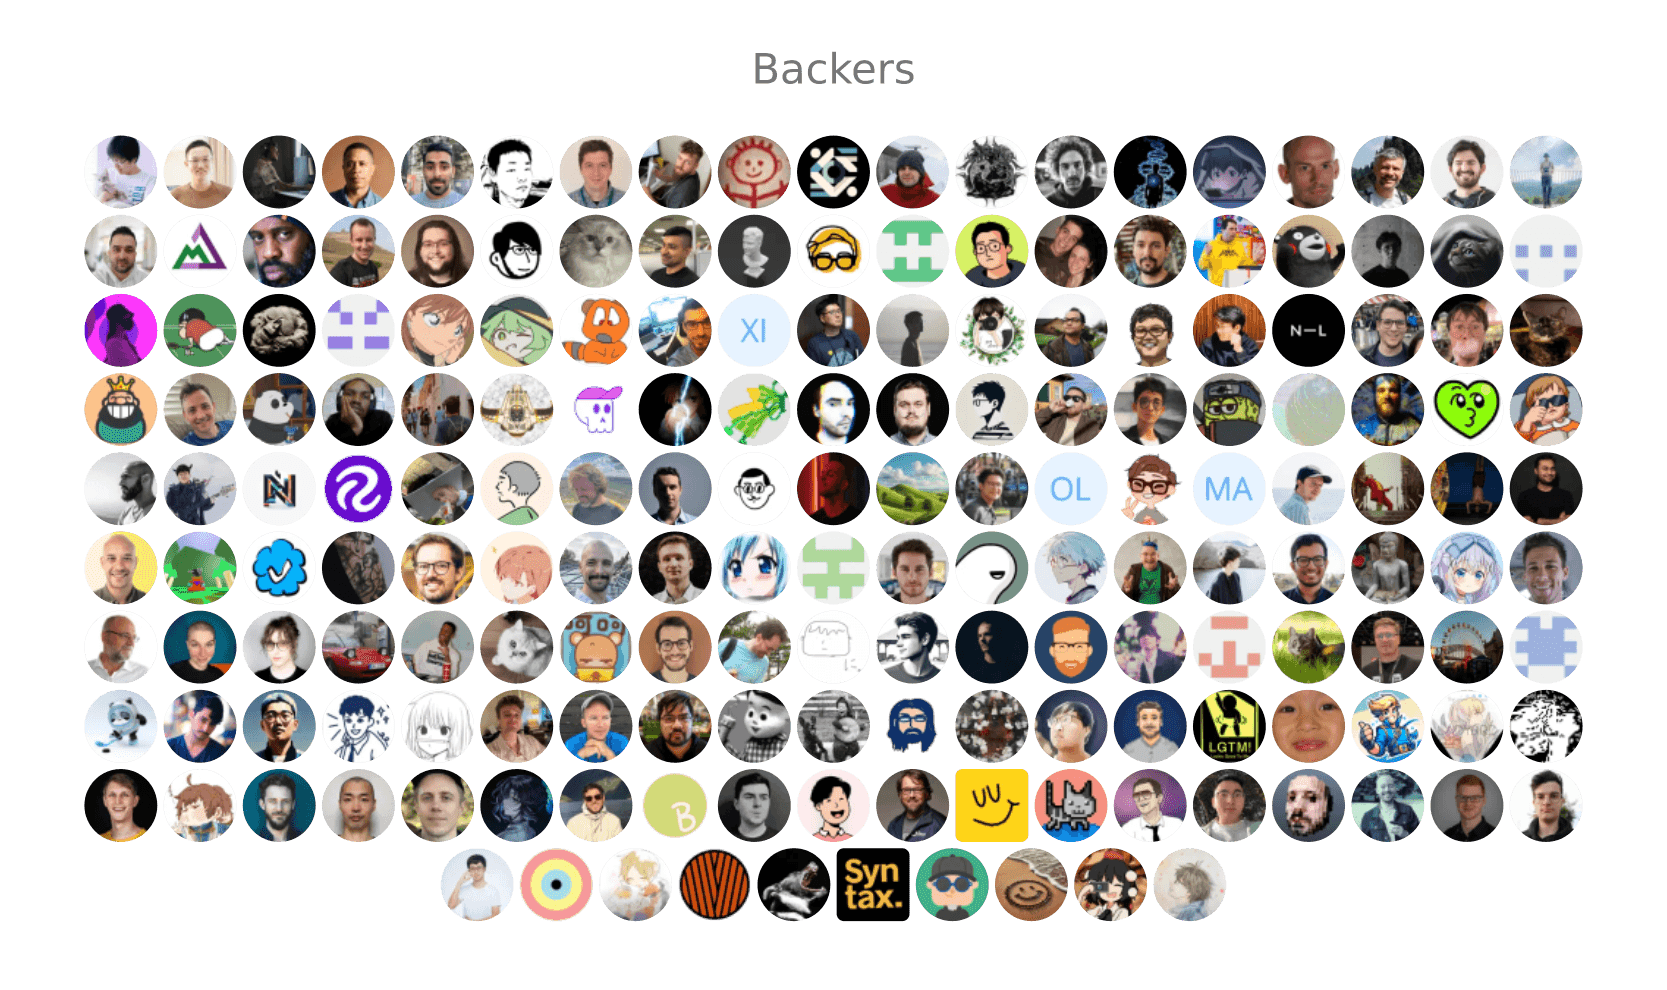 Backers
XI
N—L
OL
MA
LGTM!
B
Syn
tax.